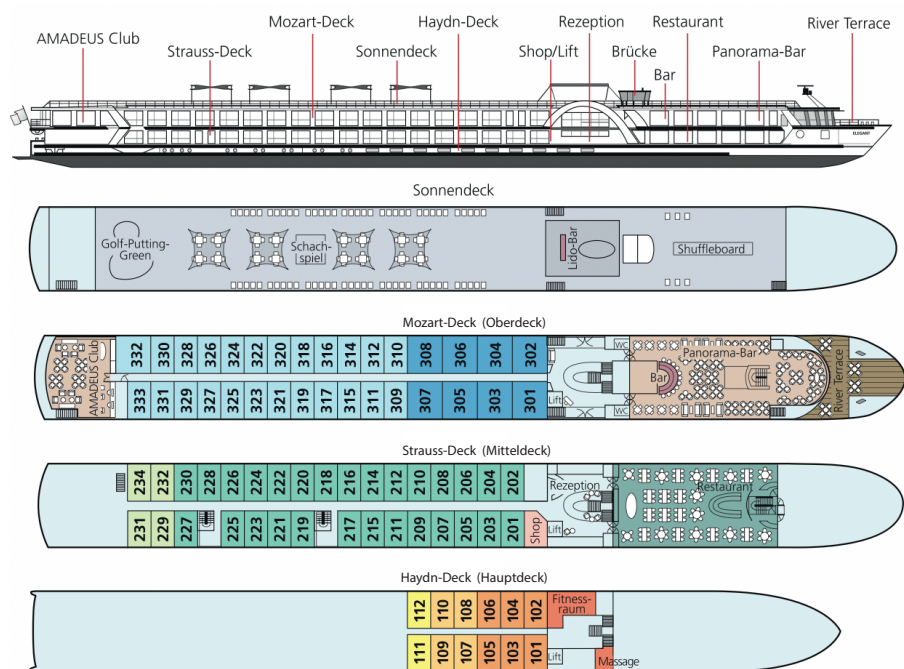 Mozart-Deck Haydn-Deck Rezeption Restaurant
AMADEUS Club Strauss-Deck Sonnendeck Shop/Lift Brücke Bar Panorama-Bar River Terrace
ELEGANT
Sonnendeck
Golf-Putting-
Green
Schach-
spiel
Lido-Bar
Shuffleboard
Mozart-Deck (Oberdeck)
AMADEUS Club
332 330 328 326 324 322 320 318 316 314 312 310 308 306 304 302
WC
Panorama-Bar
Bar
River Terrace
333 331 329 327 325 323 321 319 317 315 311 309 307 305 303 301
Lift
WC
Strauss-Deck (Mitteldeck)
234 232 230 228 226 224 222 220 218 216 214 212 210 208 206 204 202
Rezeption
Restaurant
231 229 227 225 223 221 219 217 215 211 209 207 205 203 201
Shop
Lift
Haydn-Deck (Hauptdeck)
112 110 108 106 104 102
Fitness-
raum
111 109 107 105 103 101
Lift
Massage